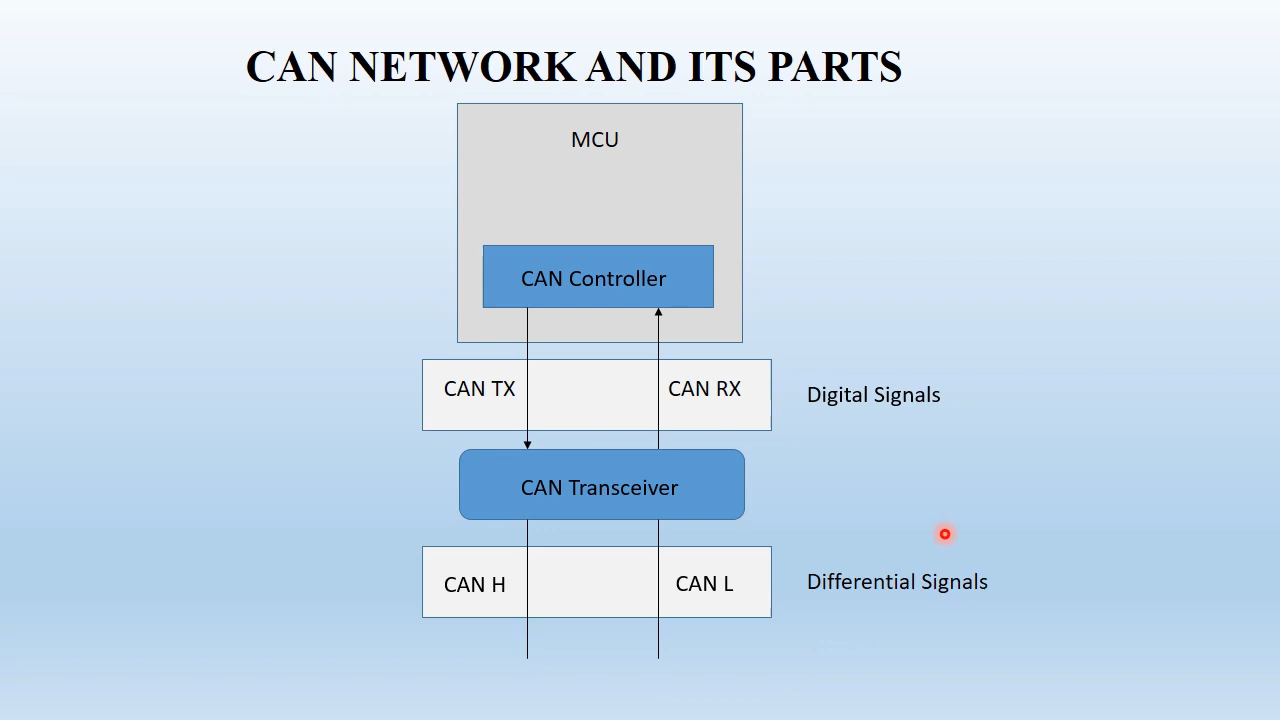 CAN NETWORK AND ITS PARTS
MCU
CAN Controller
CAN TX
CAN RX
Digital Signals
CAN Transceiver
CAN H
CAN L
Differential Signals